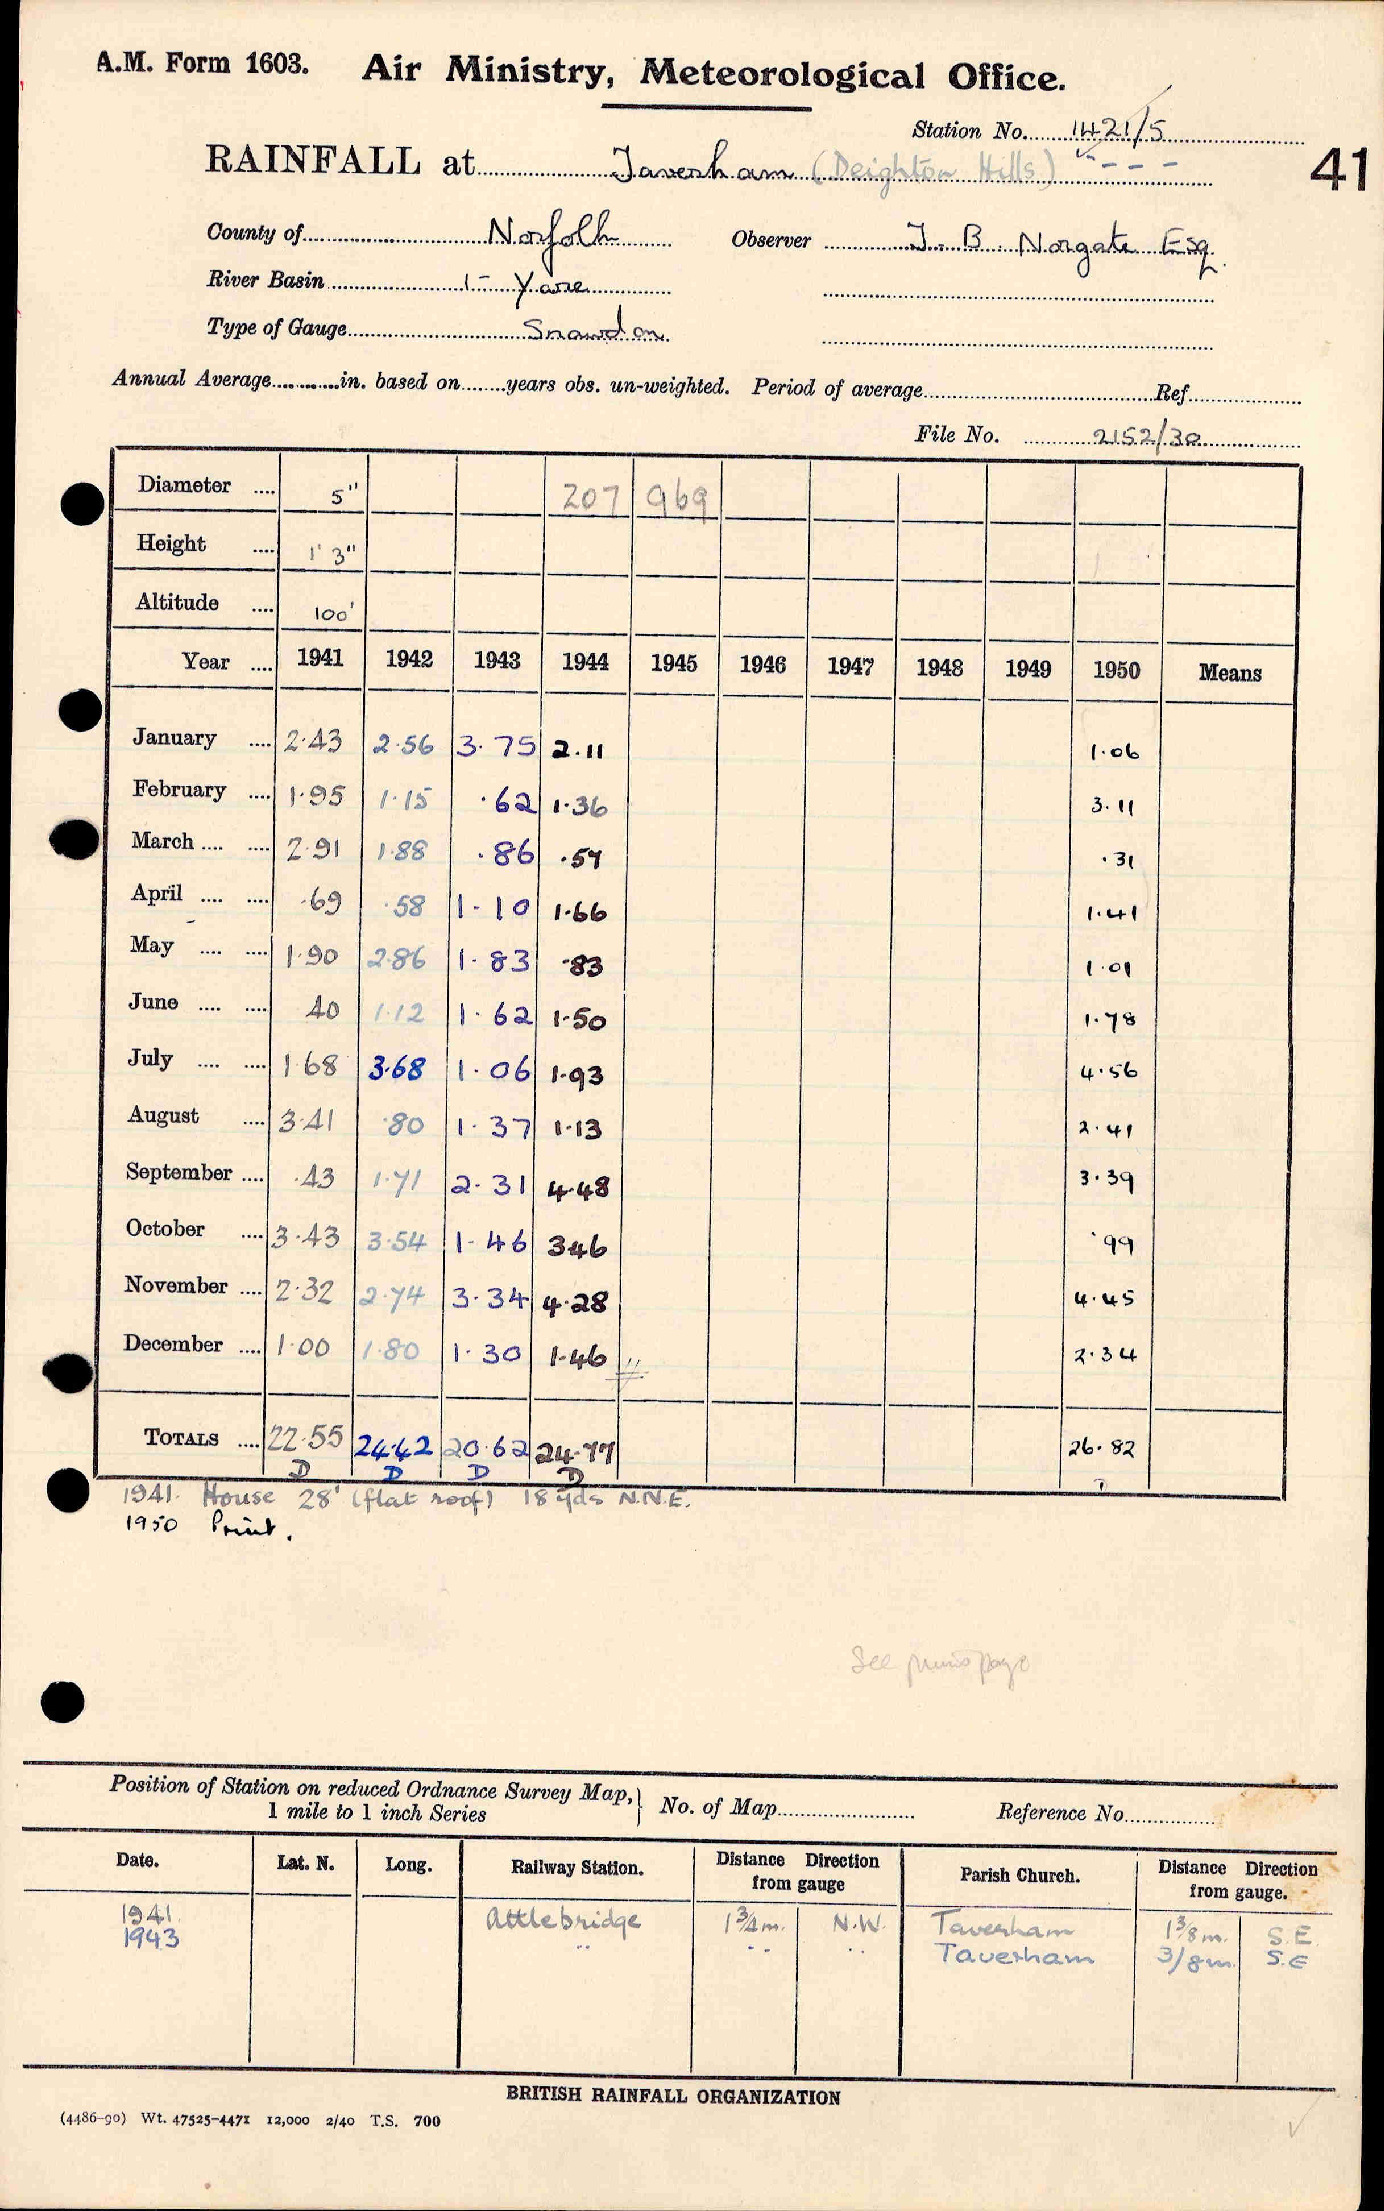 A.M. Form 1603. Air Ministry, Meteorological Office.
Station No. 1421/5
RAINFALL at Taverham (Deighton Hills)
41
County of Norfolk Observer T. B. Norgate Esq
River Basin 1- Yare
Type of Gauge Snowdon
Annual Average............in. based on........years obs. un-weighted. Period of average Ref.
File No. 2152/30
Diameter .... 5" 207 969
Height .... 1' 3"
Altitude .... 100'
Year .... 1941 1942 1943 1944 1945 1946 1947 1948 1949 1950 Means
January .... 2.43 2.56 3.75 2.11 1.06
February .... 1.95 1.15 .62 1.36 3.11
March .... .... 2.91 1.88 .86 .57 .31
April .... .... .69 .58 1.10 1.66 1.41
May .... .... 1.90 2.86 1.83 .83 1.01
June .... .... .40 1.12 1.62 1.50 1.78
July .... .... 1.68 3.68 1.06 1.93 4.56
August .... 3.41 .80 1.37 1.13 2.41
September .... .43 1.71 2.31 4.48 3.39
October .... 3.43 3.54 1.46 3.46 .99
November .... 2.32 2.74 3.34 4.28 4.45
December .... 1.00 1.80 1.30 1.46 2.34
TOTALS .... 22.55 24.42 20.62 24.77 26.82
D D D D D
1941. House 28' (flat roof) 18 yds N.N.E.
1950 Print.
See previous page
Position of Station on reduced Ordnance Survey Map, } No. of Map Reference No.
1 mile to 1 inch Series
Date. Lat. N. Long. Railway Station. Distance Direction from gauge Parish Church. Distance Direction from gauge.
1941 Attlebridge 1 3/4 m. N.W. Taverham 1 3/8 m. S.E.
1943 " " " Taverham 3/8 m. S.E
BRITISH RAINFALL ORGANIZATION
(4486-90) Wt. 47525-4471 12,000 2/40 T.S. 700